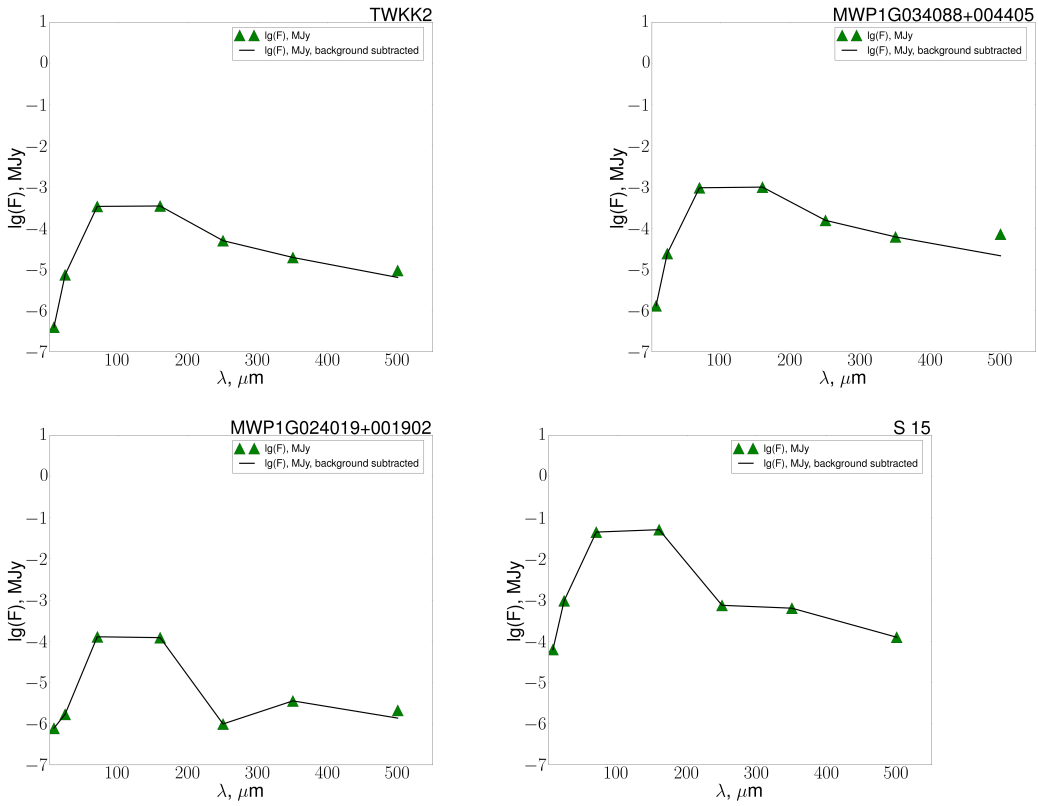 TWKK2
lg(F), MJy
lg(F), MJy, background subtracted
1
0
−1
−2
−3
−4
−5
−6
−7
lg(F), MJy
100 200 300 400 500
λ, μm
MWP1G034088+004405
lg(F), MJy
lg(F), MJy, background subtracted
1
0
−1
−2
−3
−4
−5
−6
−7
lg(F), MJy
100 200 300 400 500
λ, μm
MWP1G024019+001902
lg(F), MJy
lg(F), MJy, background subtracted
1
0
−1
−2
−3
−4
−5
−6
−7
lg(F), MJy
100 200 300 400 500
λ, μm
S 15
lg(F), MJy
lg(F), MJy, background subtracted
1
0
−1
−2
−3
−4
−5
−6
−7
lg(F), MJy
100 200 300 400 500
λ, μm